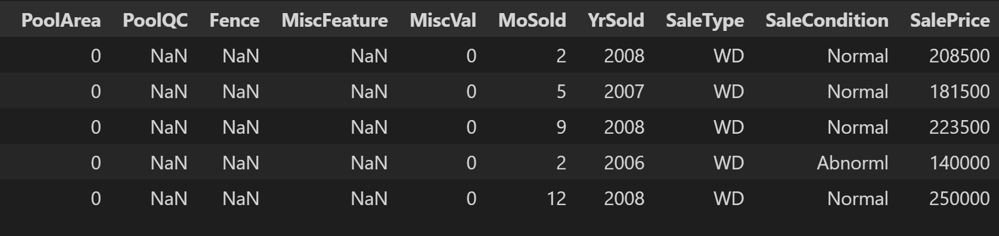 PoolArea PoolQC Fence MiscFeature MiscVal MoSold YrSold SaleType SaleCondition SalePrice
0 NaN NaN NaN 0 2 2008 WD Normal 208500
0 NaN NaN NaN 0 5 2007 WD Normal 181500
0 NaN NaN NaN 0 9 2008 WD Normal 223500
0 NaN NaN NaN 0 2 2006 WD Abnorml 140000
0 NaN NaN NaN 0 12 2008 WD Normal 250000